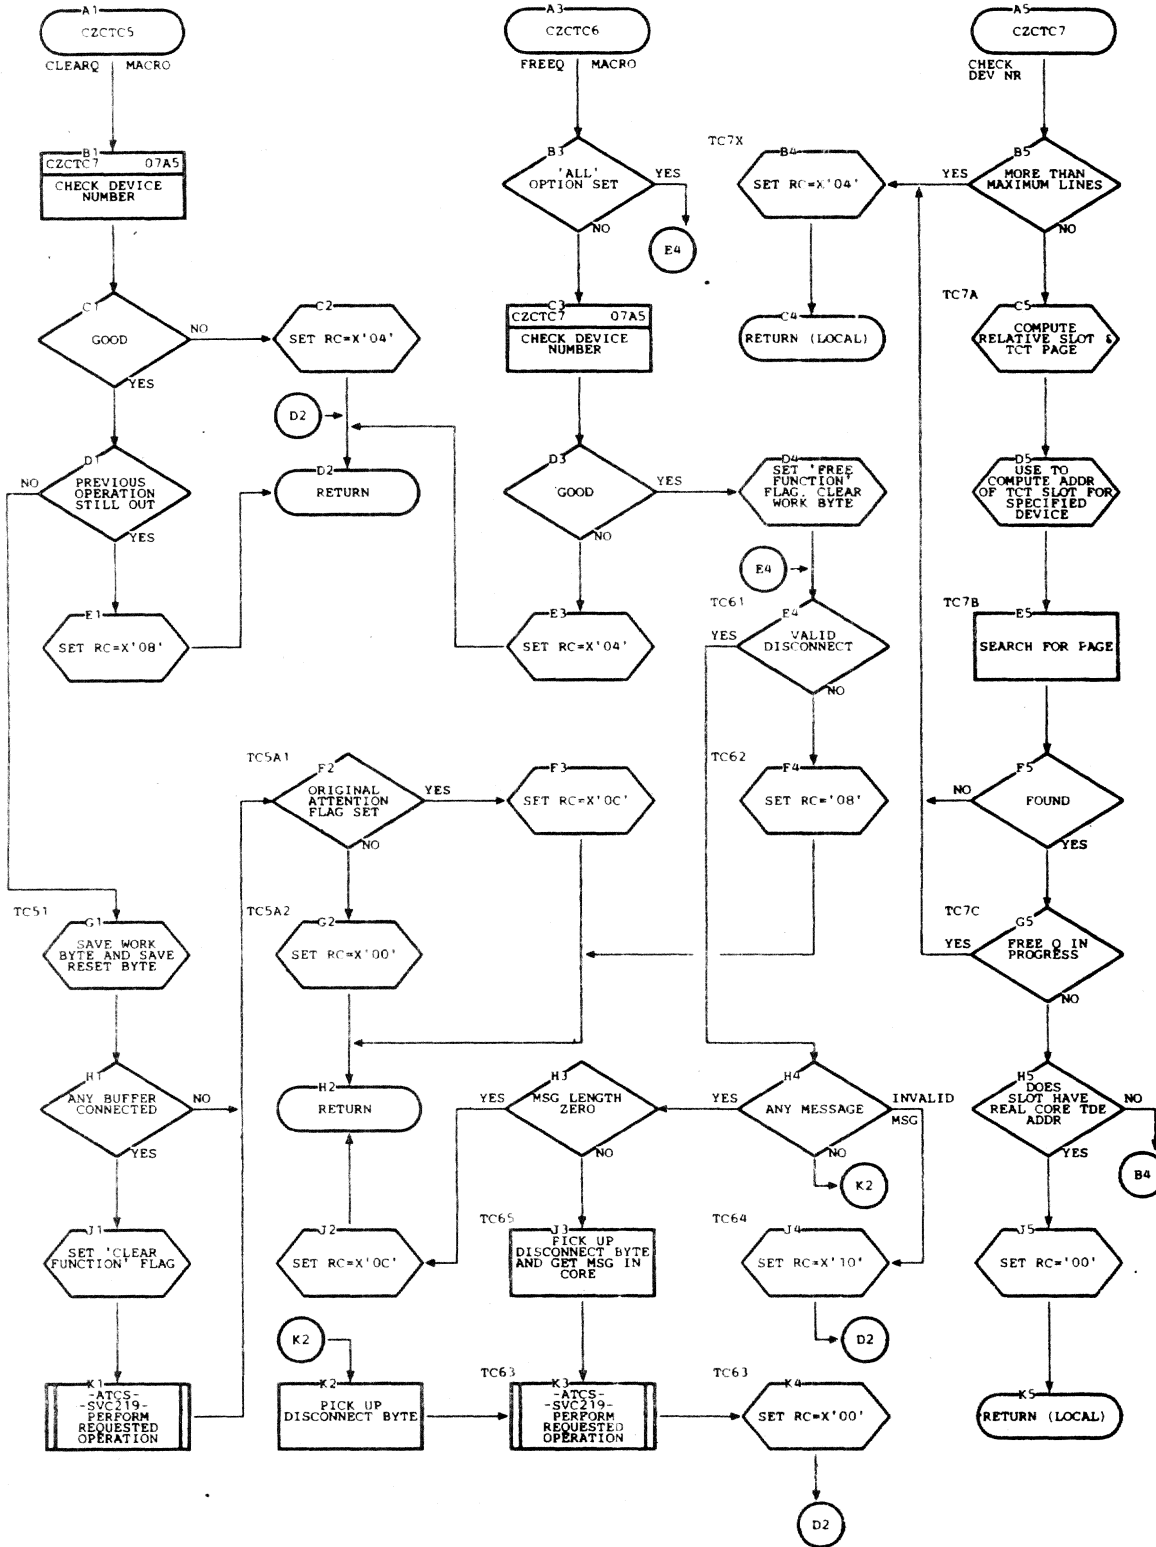 A1
CZCTC5
CLEARQ MACRO
B1
CZCTC7 07A5
CHECK DEVICE
NUMBER
C1
GOOD
NO
YES
C2
SET RC=X'04'
D2
D2
RETURN
D1
PREVIOUS
OPERATION
STILL OUT
NO
YES
E1
SET RC=X'08'
TC51
G1
SAVE WORK
BYTE AND SAVE
RESET BYTE
H1
ANY BUFFER
CONNECTED
NO
YES
J1
SET 'CLEAR
FUNCTION' FLAG
K1
-ATCS-
-SVC219-
PERFORM
REQUESTED
OPERATION
TC5A1
F2
ORIGINAL
ATTENTION
FLAG SET
YES
NO
F3
SET RC=X'0C'
TC5A2
G2
SET RC=X'00'
H2
RETURN
J2
SET RC=X'0C'
K2
K2
PICK UP
DISCONNECT BYTE
A3
CZCTC6
FREEQ MACRO
B3
'ALL'
OPTION SET
YES
NO
E4
C3
CZCTC7 07A5
CHECK DEVICE
NUMBER
D3
GOOD
YES
NO
E3
SET RC=X'04'
D4
SET 'FREE
FUNCTION'
FLAG, CLEAR
WORK BYTE
E4
TC61
E4
VALID
DISCONNECT
YES
NO
TC62
F4
SET RC='08'
H4
ANY MESSAGE
YES
INVALID
MSG
NO
K2
H3
MSG LENGTH
ZERO
YES
NO
TC65
J3
PICK UP
DISCONNECT BYTE
AND GET MSG IN
CORE
TC64
J4
SET RC=X'10'
D2
TC63
K3
-ATCS-
-SVC219-
PERFORM
REQUESTED
OPERATION
TC63
K4
SET RC=X'00'
D2
A5
CZCTC7
CHECK
DEV NR
B5
MORE THAN
MAXIMUM LINES
YES
NO
TC7X
B4
SET RC=X'04'
C4
RETURN (LOCAL)
TC7A
C5
COMPUTE
RELATIVE SLOT &
TCT PAGE
D5
USE TO
COMPUTE ADDR
OF TCT SLOT FOR
SPECIFIED
DEVICE
TC7B
E5
SEARCH FOR PAGE
F5
FOUND
NO
YES
TC7C
G5
FREE Q IN
PROGRESS
YES
NO
H5
DOES
SLOT HAVE
REAL CORE TDE
ADDR
NO
YES
B4
J5
SET RC='00'
K5
RETURN (LOCAL)